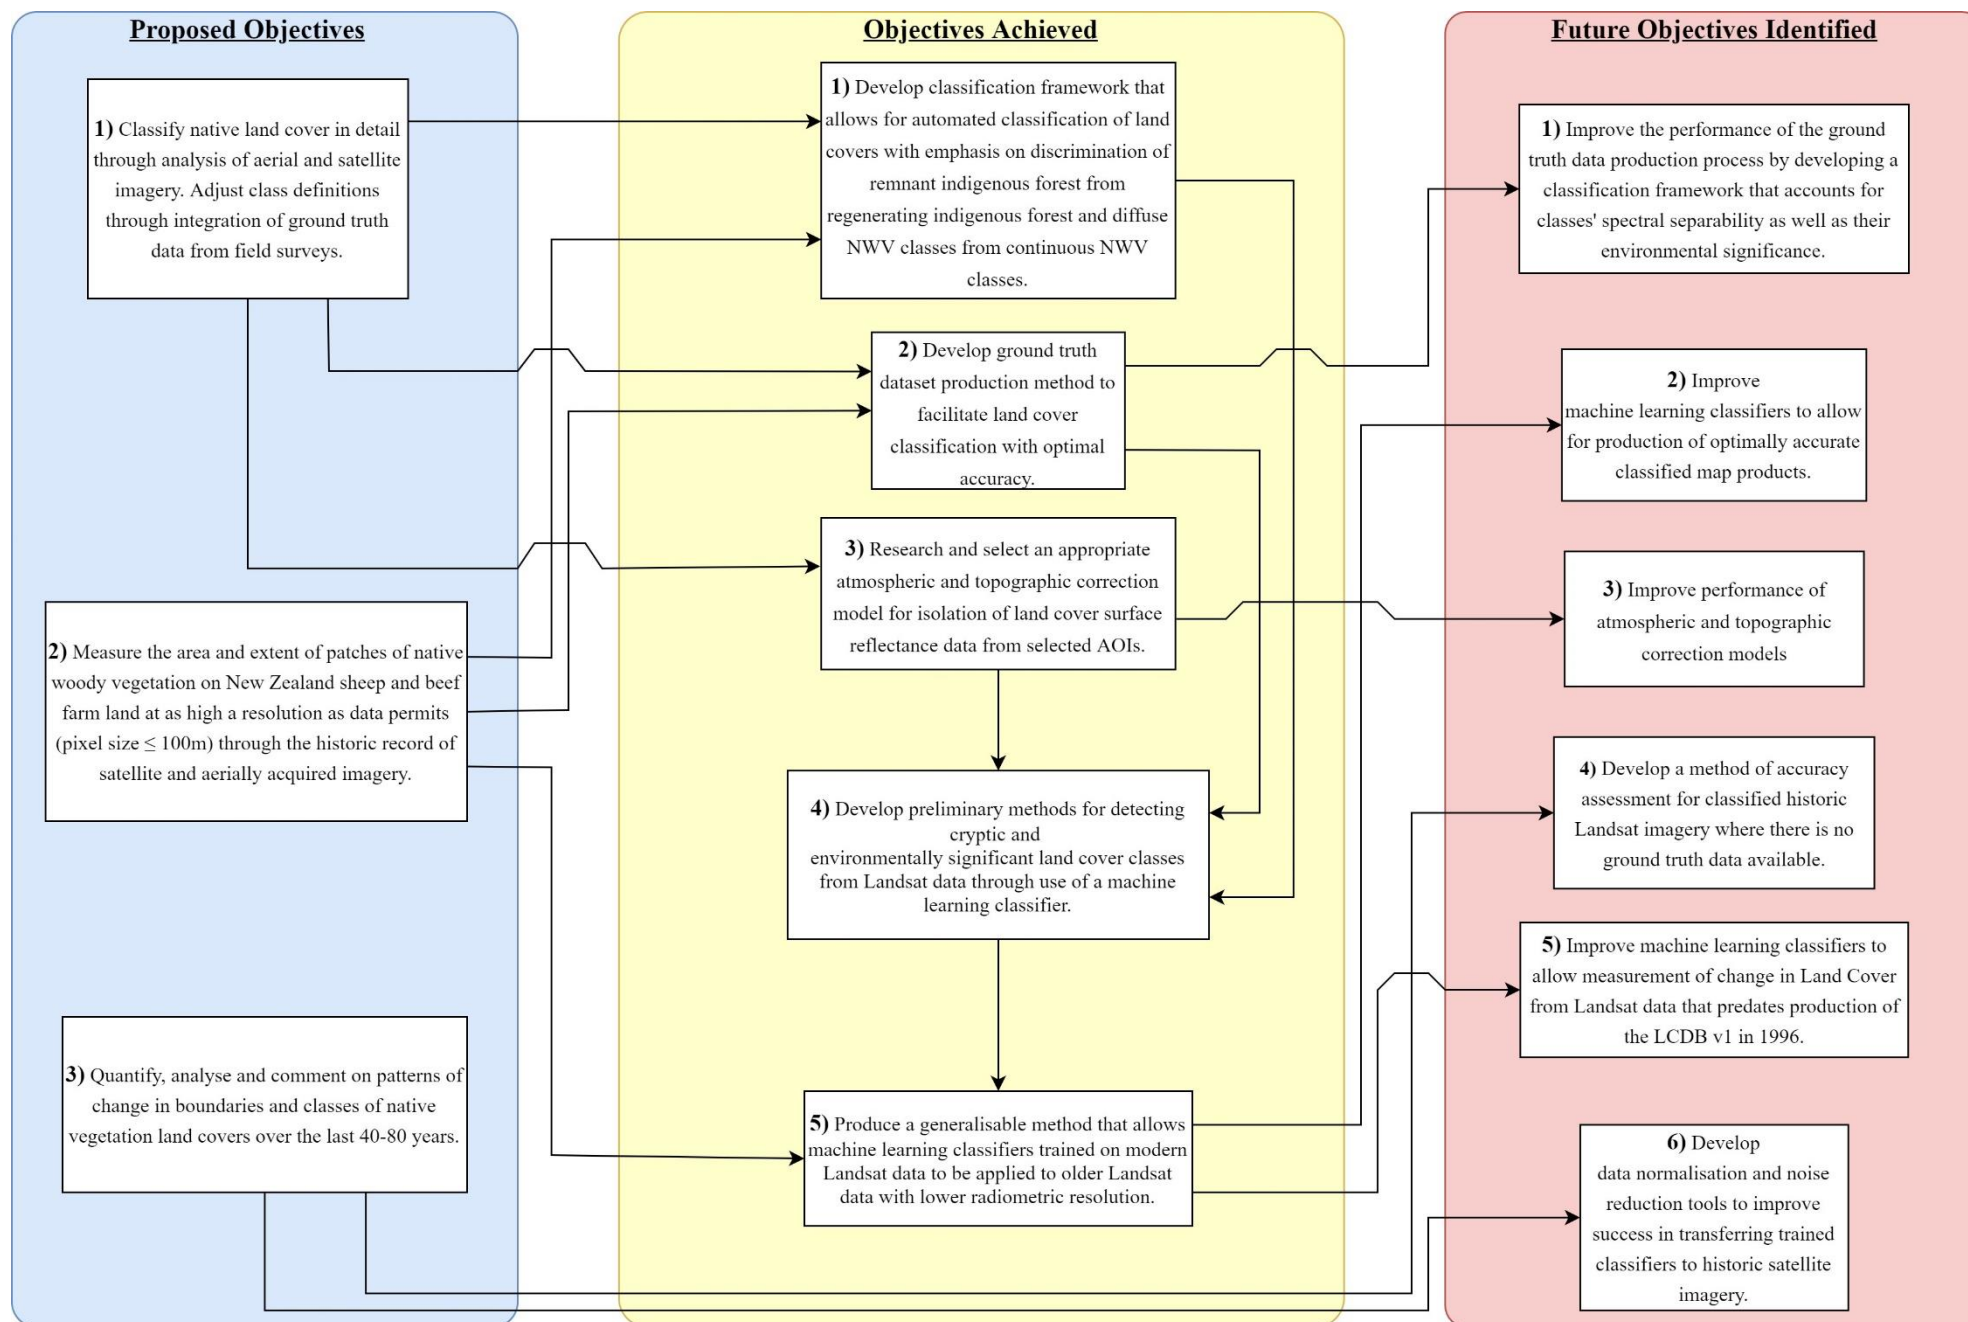 Proposed Objectives
1) Classify native land cover in detail
through analysis of aerial and satellite
imagery. Adjust class definitions
through integration of ground truth
data from field surveys.
2) Measure the area and extent of patches of native
woody vegetation on New Zealand sheep and beef
farm land at as high a resolution as data permits
(pixel size ≤ 100m) through the historic record of
satellite and aerially acquired imagery.
3) Quantify, analyse and comment on patterns of
change in boundaries and classes of native
vegetation land covers over the last 40-80 years.
Objectives Achieved
1) Develop classification framework that
allows for automated classification of land
covers with emphasis on discrimination of
remnant indigenous forest from
regenerating indigenous forest and diffuse
NWV classes from continuous NWV
classes.
2) Develop ground truth
dataset production method to
facilitate land cover
classification with optimal
accuracy.
3) Research and select an appropriate
atmospheric and topographic correction
model for isolation of land cover surface
reflectance data from selected AOIs.
4) Develop preliminary methods for detecting
cryptic and
environmentally significant land cover classes
from Landsat data through use of a machine
learning classifier.
5) Produce a generalisable method that allows
machine learning classifiers trained on modern
Landsat data to be applied to older Landsat
data with lower radiometric resolution.
Future Objectives Identified
1) Improve the performance of the ground
truth data production process by developing a
classification framework that accounts for
classes' spectral separability as well as their
environmental significance.
2) Improve
machine learning classifiers to allow
for production of optimally accurate
classified map products.
3) Improve performance of
atmospheric and topographic
correction models
4) Develop a method of accuracy
assessment for classified historic
Landsat imagery where there is no
ground truth data available.
5) Improve machine learning classifiers to
allow measurement of change in Land Cover
from Landsat data that predates production of
the LCDB v1 in 1996.
6) Develop
data normalisation and noise
reduction tools to improve
success in transferring trained
classifiers to historic satellite
imagery.